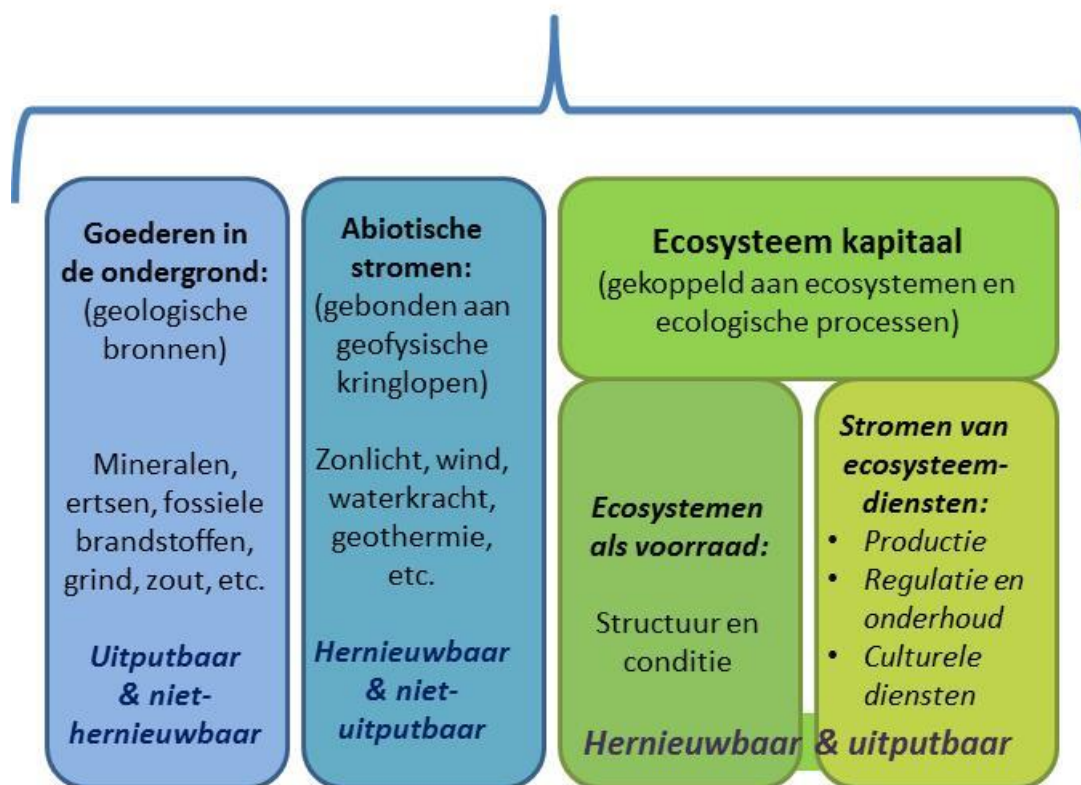 Goederen in
de ondergrond:
(geologische
bronnen)
Mineralen,
ertsen, fossiele
brandstoffen,
grind, zout, etc.
Uitputbaar
& niet-
hernieuwbaar
Abiotische
stromen:
(gebonden aan
geofysische
kringlopen)
Zonlicht, wind,
waterkracht,
geothermie,
etc.
Hernieuwbaar
& niet-
uitputbaar
Ecosysteem kapitaal
(gekoppeld aan ecosystemen en
ecologische processen)
Ecosystemen
als voorraad:
Structuur en
conditie
Stromen van
ecosysteem-
diensten:
• Productie
• Regulatie en
onderhoud
• Culturele
diensten
Hernieuwbaar & uitputbaar